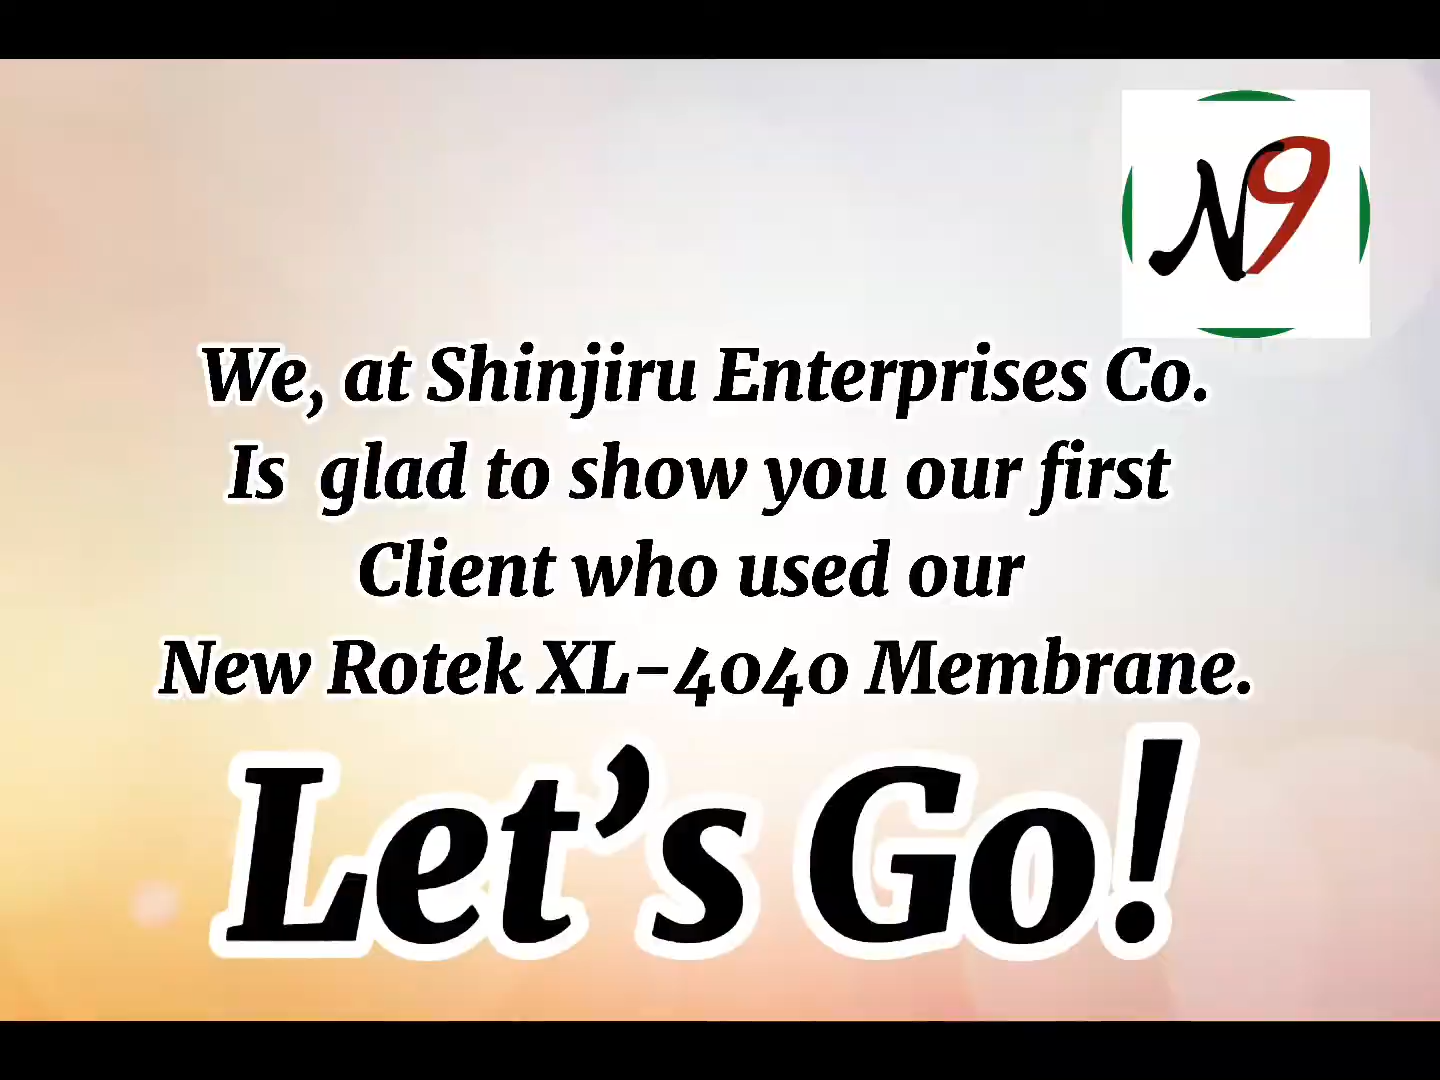 N9
We, at Shinjiru Enterprises Co.
Is glad to show you our first
Client who used our
New Rotek XL-4040 Membrane.
Let's Go!